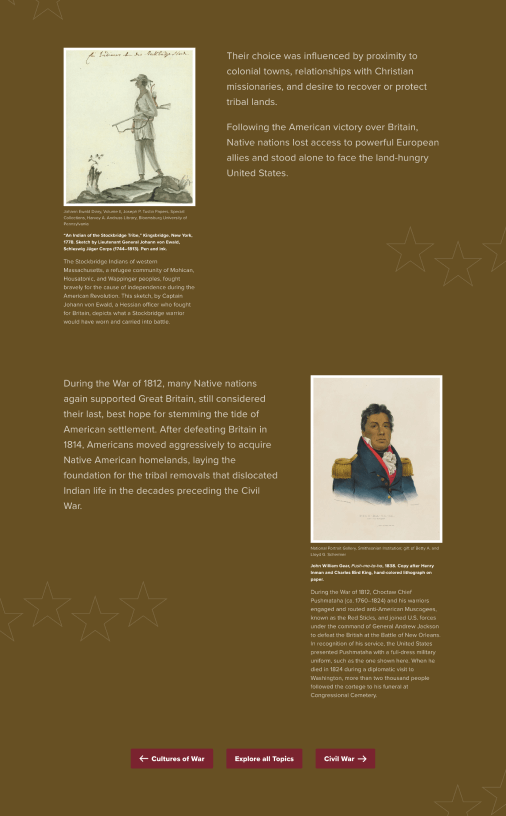 Their choice was influenced by proximity to
colonial towns, relationships with Christian
missionaries, and desire to recover or protect
tribal lands.
Following the American victory over Britain,
Native nations lost access to powerful European
allies and stood alone to face the land-hungry
United States.
Johann Ewald Diary, Volume II, Joseph P. Tustin Papers, Special
Collections, Harvey A. Andruss Library, Bloomsburg University of
Pennsylvania
"An Indian of the Stockbridge Tribe," Kingsbridge, New York,
1778. Sketch by Lieutenant General Johann von Ewald,
Schleswig Jäger Corps (1744–1813). Pen and ink.
The Stockbridge Indians of western
Massachusetts, a refugee community of Mohican,
Housatonic, and Wappinger peoples, fought
bravely for the cause of independence during the
American Revolution. This sketch, by Captain
Johann von Ewald, a Hessian officer who fought
for Britain, depicts what a Stockbridge warrior
would have worn and carried into battle.
During the War of 1812, many Native nations
again supported Great Britain, still considered
their last, best hope for stemming the tide of
American settlement. After defeating Britain in
1814, Americans moved aggressively to acquire
Native American homelands, laying the
foundation for the tribal removals that dislocated
Indian life in the decades preceding the Civil
War.
National Portrait Gallery, Smithsonian Institution; gift of Betty A. and
Lloyd G. Schermer
John William Gear, Push-ma-ta-ha, 1838. Copy after Henry
Inman and Charles Bird King, hand-colored lithograph on
paper.
During the War of 1812, Choctaw Chief
Pushmataha (ca. 1760–1824) and his warriors
engaged and routed anti-American Muscogees,
known as the Red Sticks, and joined U.S. forces
under the command of General Andrew Jackson
to defeat the British at the Battle of New Orleans
In recognition of his service, the United States
presented Pushmataha with a full-dress military
uniform, such as the one shown here. When he
died in 1824 during a diplomatic visit to
Washington, more than two thousand people
followed the cortege to his funeral at
Congressional Cemetery.
← Cultures of War
Explore all Topics
Civil War →